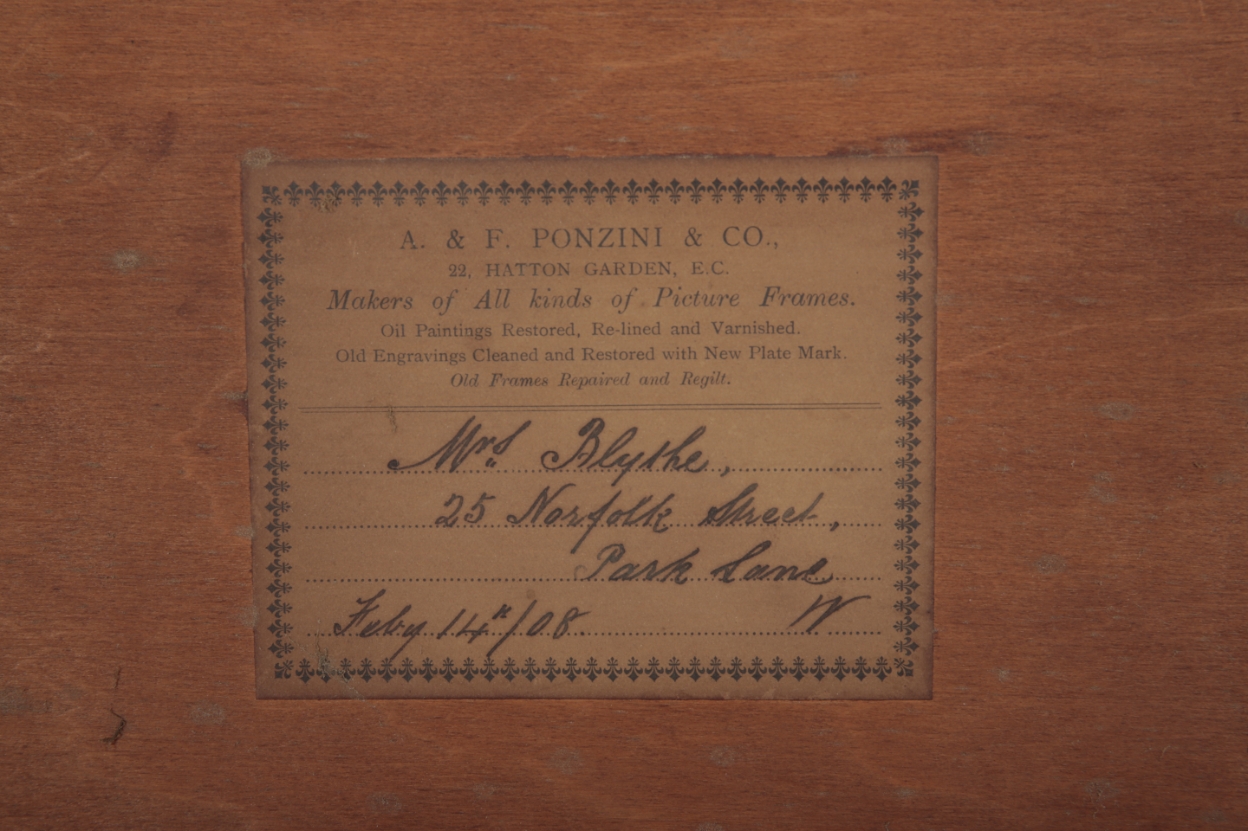 A. & F. PONZINI & CO.,
22, HATTON GARDEN, E.C.
Makers of All kinds of Picture Frames.
Oil Paintings Restored, Re-lined and Varnished.
Old Engravings Cleaned and Restored with New Plate Mark.
Old Frames Repaired and Regilt.
Mrs Blythe,
25 Norfolk Street,
Park Lane
Feby 14th/08. W